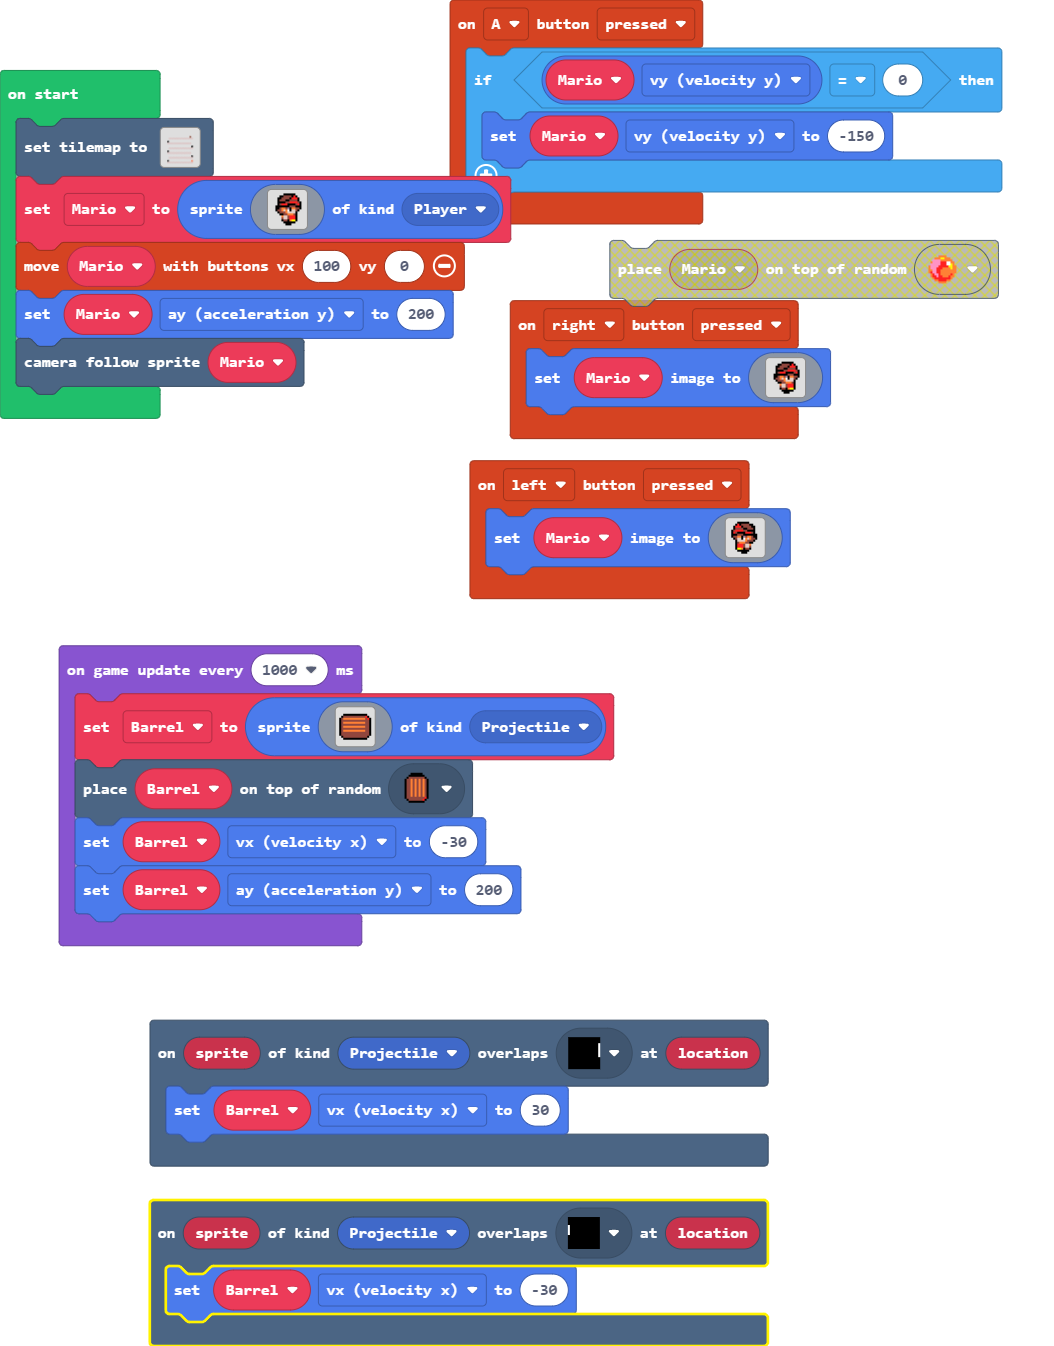 on start
set tilemap to
set Mario to sprite of kind Player
move Mario with buttons vx 100 vy 0
set Mario ay (acceleration y) to 200
camera follow sprite Mario
on A button pressed
if Mario vy (velocity y) = 0 then
set Mario vy (velocity y) to -150
place Mario on top of random
on right button pressed
set Mario image to
on left button pressed
set Mario image to
on game update every 1000 ms
set Barrel to sprite of kind Projectile
place Barrel on top of random
set Barrel vx (velocity x) to -30
set Barrel ay (acceleration y) to 200
on sprite of kind Projectile overlaps at location
set Barrel vx (velocity x) to 30
on sprite of kind Projectile overlaps at location
set Barrel vx (velocity x) to -30